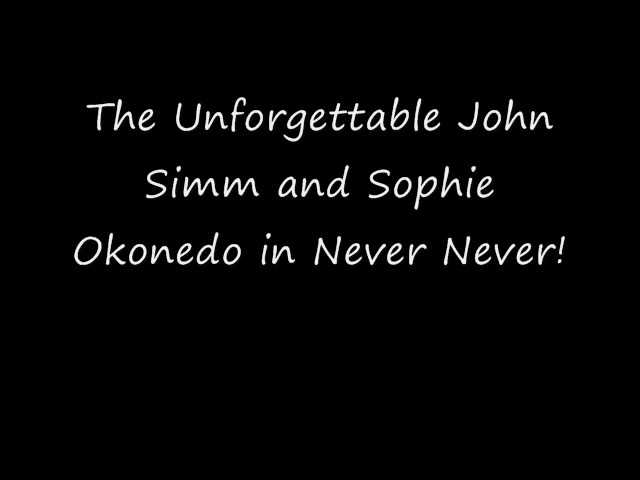 The Unforgettable John
Simm and Sophie
Okonedo in Never Never!